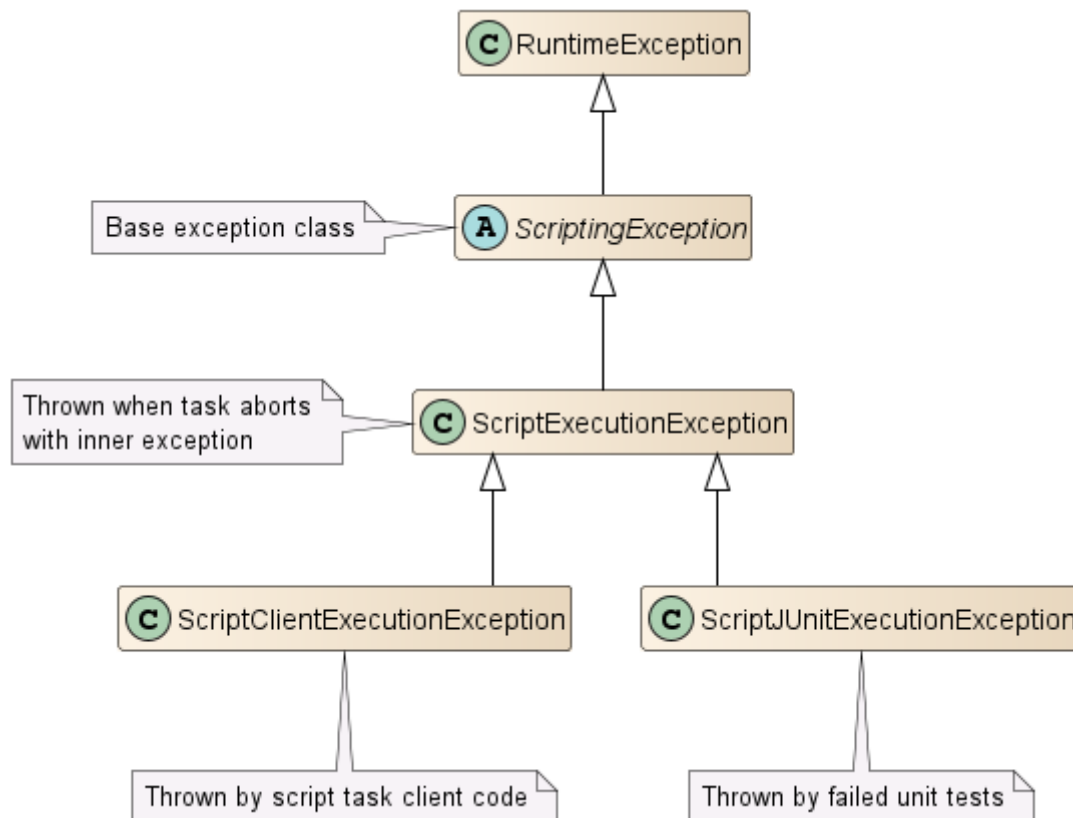 C RuntimeException
Base exception class
A ScriptingException
Thrown when task aborts
with inner exception
C ScriptExecutionException
C ScriptClientExecutionException
C ScriptJUnitExecutionException
Thrown by script task client code
Thrown by failed unit tests